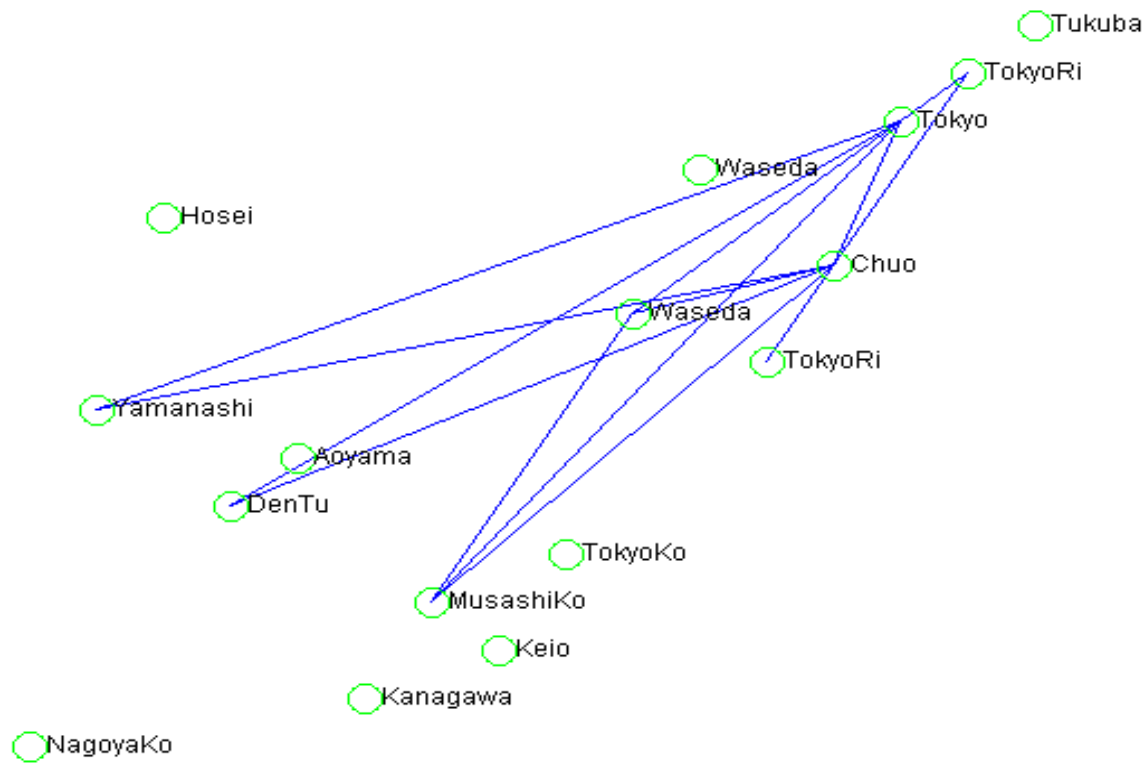 Tukuba
TokyoRi
Tokyo
Waseda
Hosei
Chuo
Waseda
TokyoRi
Yamanashi
Aoyama
DenTu
TokyoKo
MusashiKo
Keio
Kanagawa
NagoyaKo